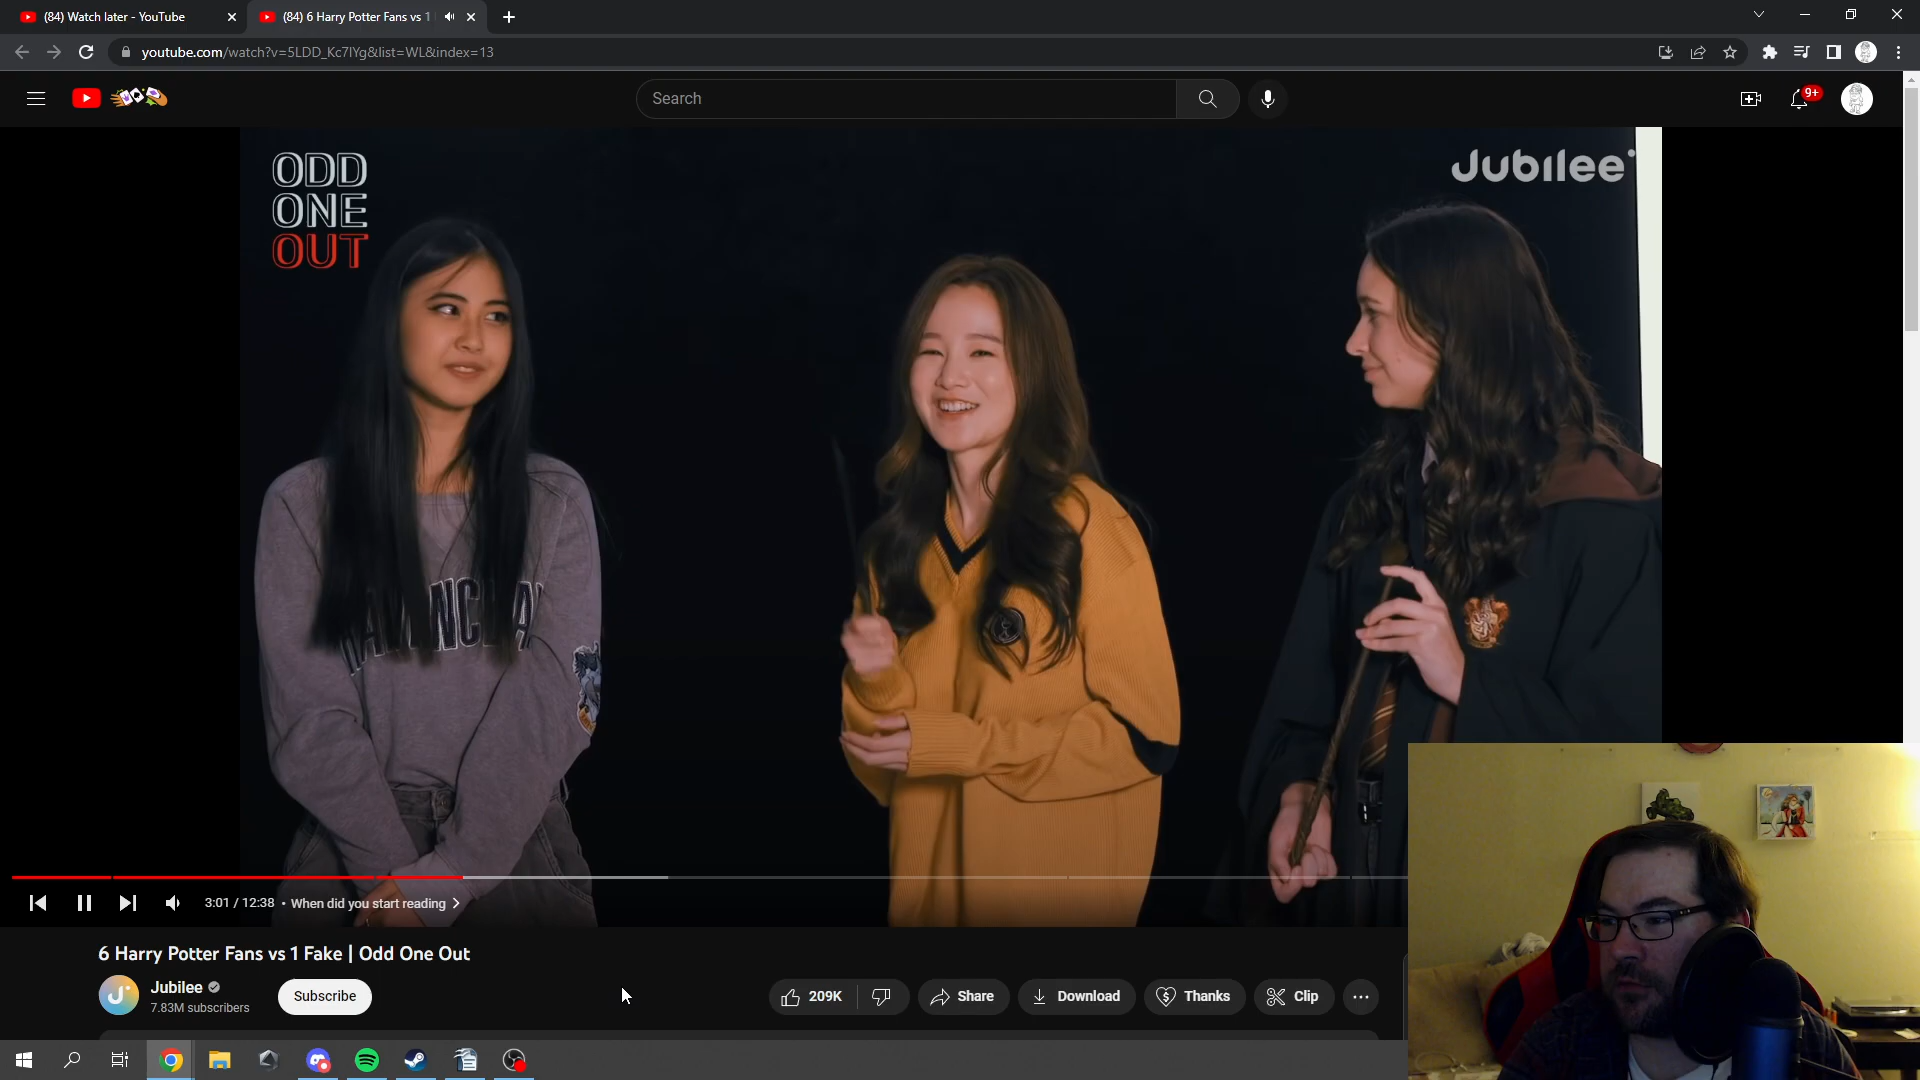 (84) Watch later - YouTube
(84) 6 Harry Potter Fans vs 1
youtube.com/watch?v=5LDD_Kc7lYg&list=WL&index=13
Search
9+
ODD
ONE
OUT
Jubilee
3:01 / 12:38 • When did you start reading
6 Harry Potter Fans vs 1 Fake | Odd One Out
Jubilee
7.83M subscribers
Subscribe
209K
Share
Download
Thanks
Clip